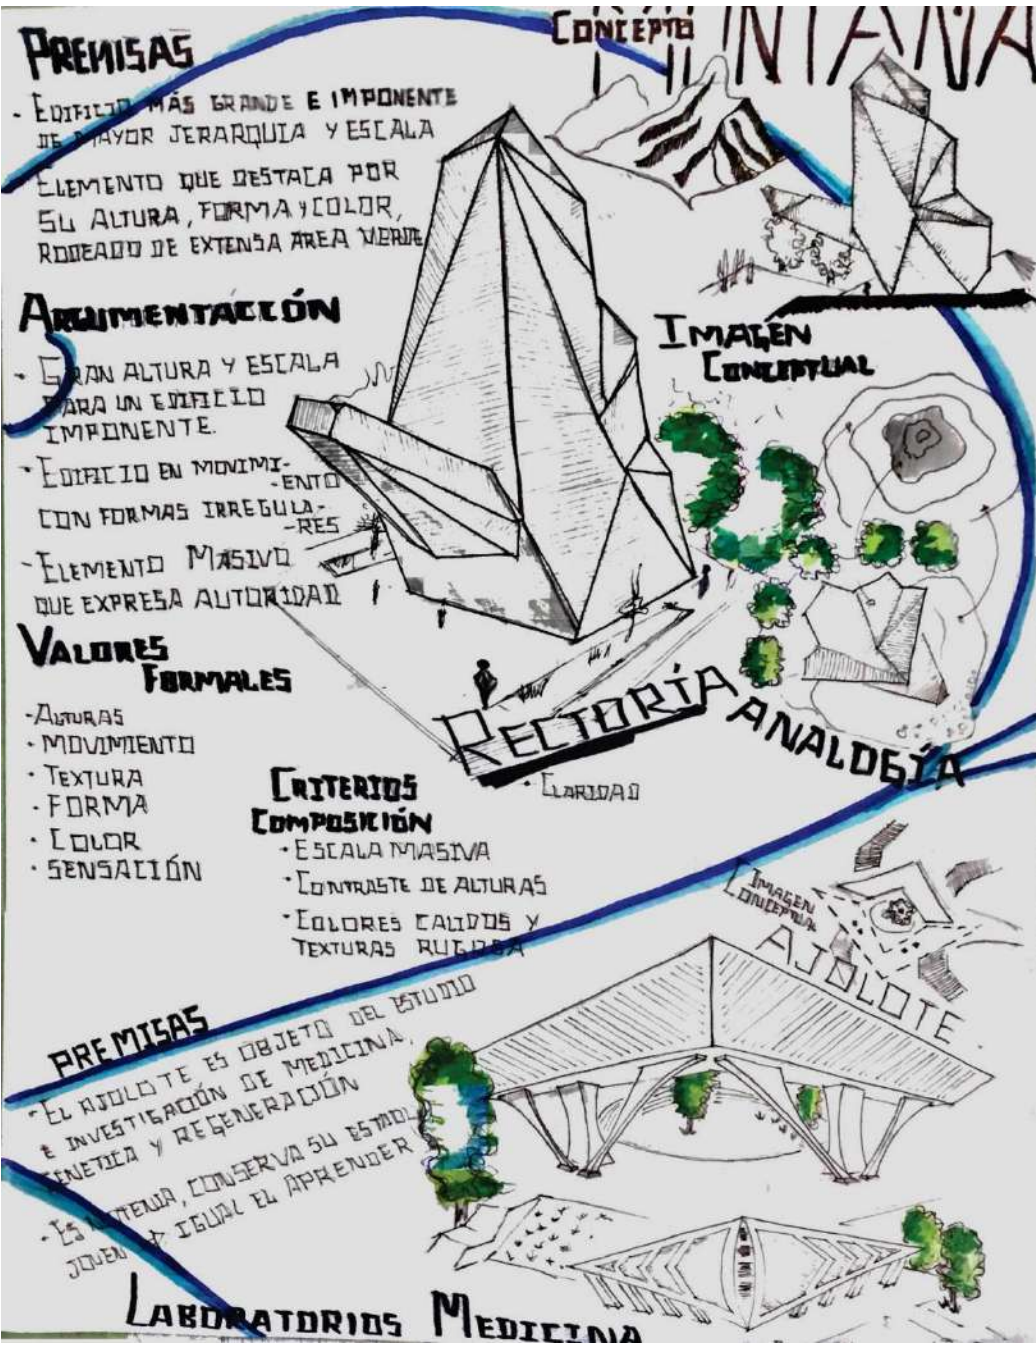 CONCEPTO
PREMISAS
- EDIFICIO MÁS GRANDE E IMPONENTE
DE MAYOR JERARQUIA Y ESCALA
ELEMENTO QUE DESTACA POR
SU ALTURA, FORMA Y COLOR,
RODEADO DE EXTENSA AREA VERDE
ARGUMENTACCIÓN
- GRAN ALTURA Y ESCALA
PARA UN EDIFICIO
IMPONENTE.
- EDIFICIO EN MOVIMI-
-ENTO
CON FORMAS IRREGULA-
-RES
- ELEMENTO MASIVO
QUE EXPRESA AUTORIDAD
IMAGÉN
CONCEPTUAL
VALORES
FORMALES
- ALTURAS
- MOVIMIENTO
· TEXTURA
· FORMA
· COLOR
· SENSACIÓN
RECTORÍA
ANALOGÍA
CRITERIOS
COMPOSICIÓN
· CLARIDAD
· ESCALA MASIVA
· CONTRASTE DE ALTURAS
· COLORES CALIDOS Y
TEXTURAS RUGOSA
IMAGEN
CONCEPTUAL
AJOLOTE
PREMISAS
- EL AJOLOTE ES OBJETO DEL ESTUDIO
E INVESTIGACIÓN DE MEDICINA,
GENETICA Y REGENERACIÓN
- ES NEOTENIA, CONSERVA SU ESTADO
JOVEN IGUAL EL APRENDER
LABORATORIOS MEDICINA